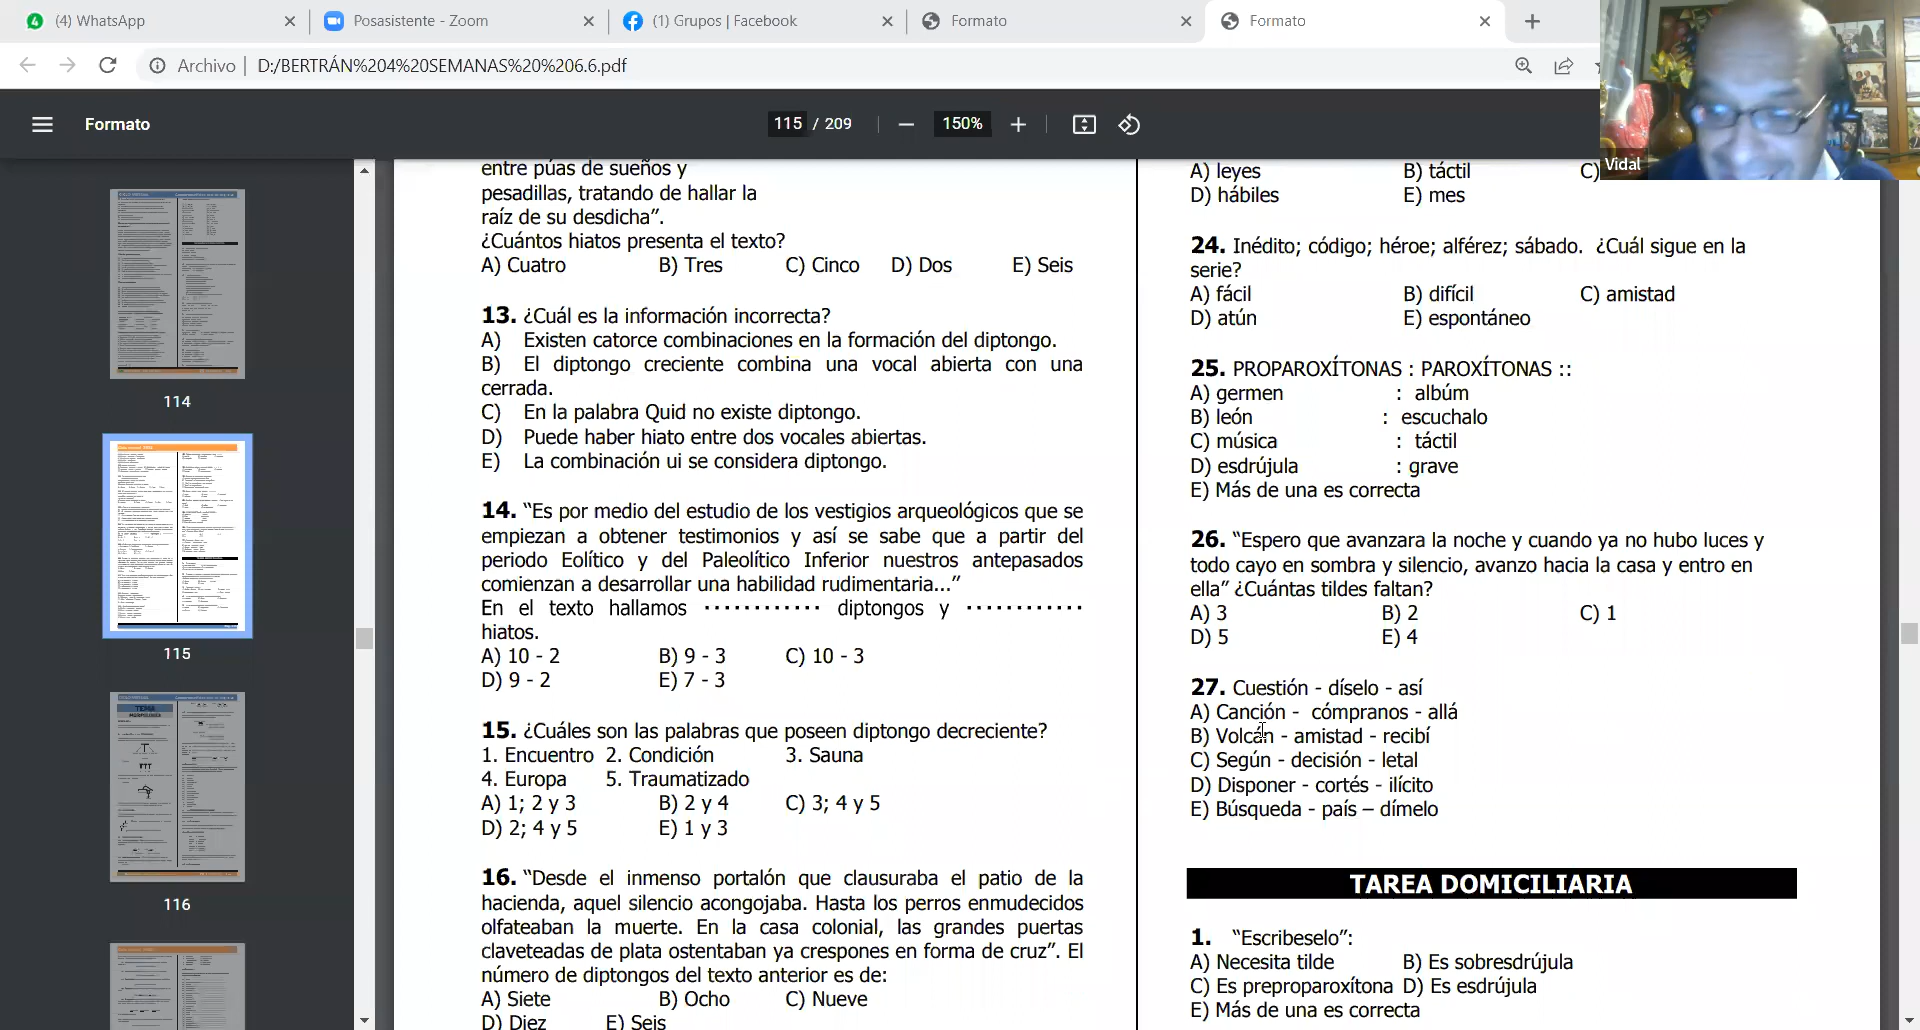 (4) WhatsApp
Posasistente - Zoom
(1) Grupos | Facebook
Formato
Formato
Archivo
D:/BERTRÁN%204%20SEMANAS%20%206.6.pdf
Formato
115 / 209
150%
Vidal
114
115
116
entre púas de sueños y
pesadillas, tratando de hallar la
raíz de su desdicha”.
¿Cuántos hiatos presenta el texto?
A) Cuatro B) Tres C) Cinco D) Dos E) Seis
13. ¿Cuál es la información incorrecta?
A) Existen catorce combinaciones en la formación del diptongo.
B) El diptongo creciente combina una vocal abierta con una
cerrada.
C) En la palabra Quid no existe diptongo.
D) Puede haber hiato entre dos vocales abiertas.
E) La combinación ui se considera diptongo.
14. “Es por medio del estudio de los vestigios arqueológicos que se
empiezan a obtener testimonios y así se sabe que a partir del
periodo Eolítico y del Paleolítico Inferior nuestros antepasados
comienzan a desarrollar una habilidad rudimentaria...”
En el texto hallamos ············ diptongos y ············
hiatos.
A) 10 - 2 B) 9 - 3 C) 10 - 3
D) 9 - 2 E) 7 - 3
15. ¿Cuáles son las palabras que poseen diptongo decreciente?
1. Encuentro 2. Condición 3. Sauna
4. Europa 5. Traumatizado
A) 1; 2 y 3 B) 2 y 4 C) 3; 4 y 5
D) 2; 4 y 5 E) 1 y 3
16. “Desde el inmenso portalón que clausuraba el patio de la
hacienda, aquel silencio acongojaba. Hasta los perros enmudecidos
olfateaban la muerte. En la casa colonial, las grandes puertas
claveteadas de plata ostentaban ya crespones en forma de cruz”. El
número de diptongos del texto anterior es de:
A) Siete B) Ocho C) Nueve
D) Diez E) Seis
A) leyes B) táctil C)
D) hábiles E) mes
24. Inédito; código; héroe; alférez; sábado. ¿Cuál sigue en la
serie?
A) fácil B) difícil C) amistad
D) atún E) espontáneo
25. PROPAROXÍTONAS : PAROXÍTONAS ::
A) germen : albúm
B) león : escuchalo
C) música : táctil
D) esdrújula : grave
E) Más de una es correcta
26. “Espero que avanzara la noche y cuando ya no hubo luces y
todo cayo en sombra y silencio, avanzo hacia la casa y entro en
ella” ¿Cuántas tildes faltan?
A) 3 B) 2 C) 1
D) 5 E) 4
27. Cuestión - díselo - así
A) Canción - cómpranos - allá
B) Volcán - amistad - recibí
C) Según - decisión - letal
D) Disponer - cortés - ilícito
E) Búsqueda - país – dímelo
TAREA DOMICILIARIA
1. “Escribeselo”:
A) Necesita tilde B) Es sobresdrújula
C) Es preproparoxítona D) Es esdrújula
E) Más de una es correcta